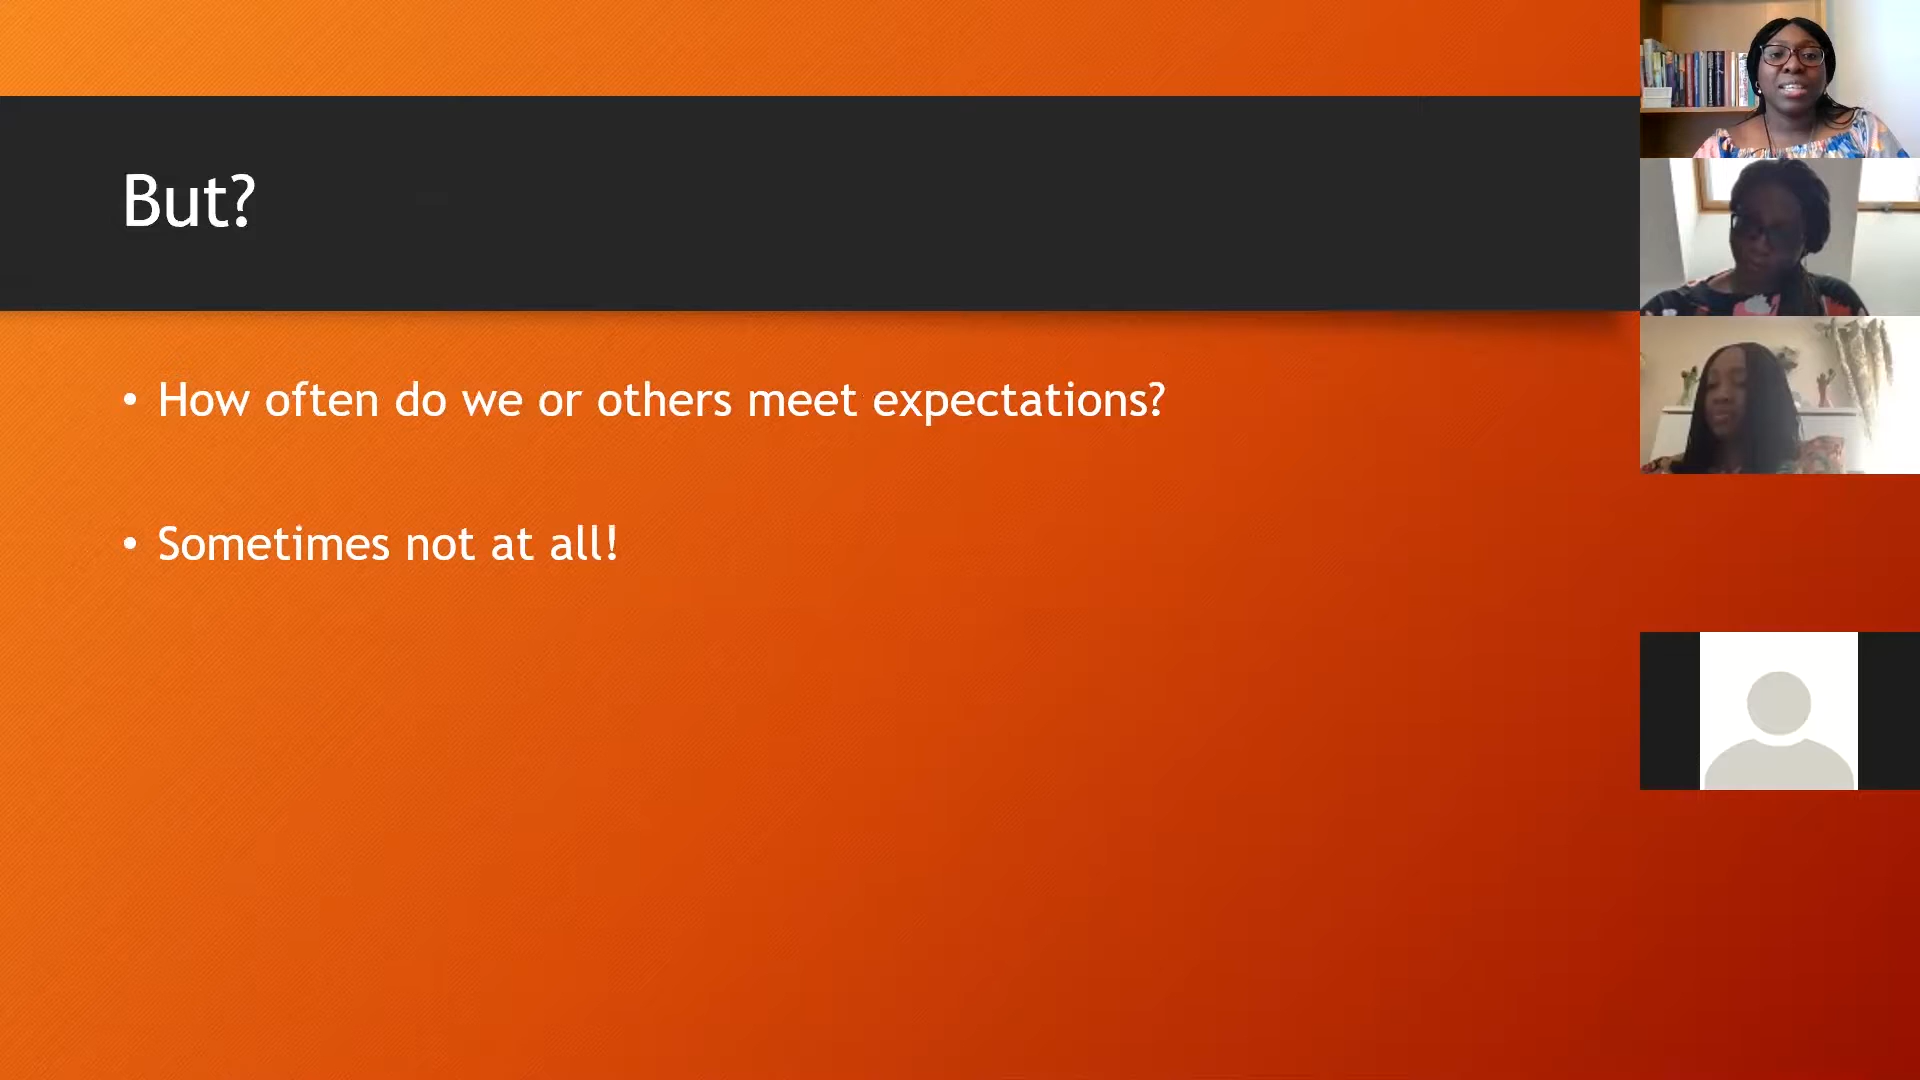 But?
• How often do we or others meet expectations?
• Sometimes not at all!